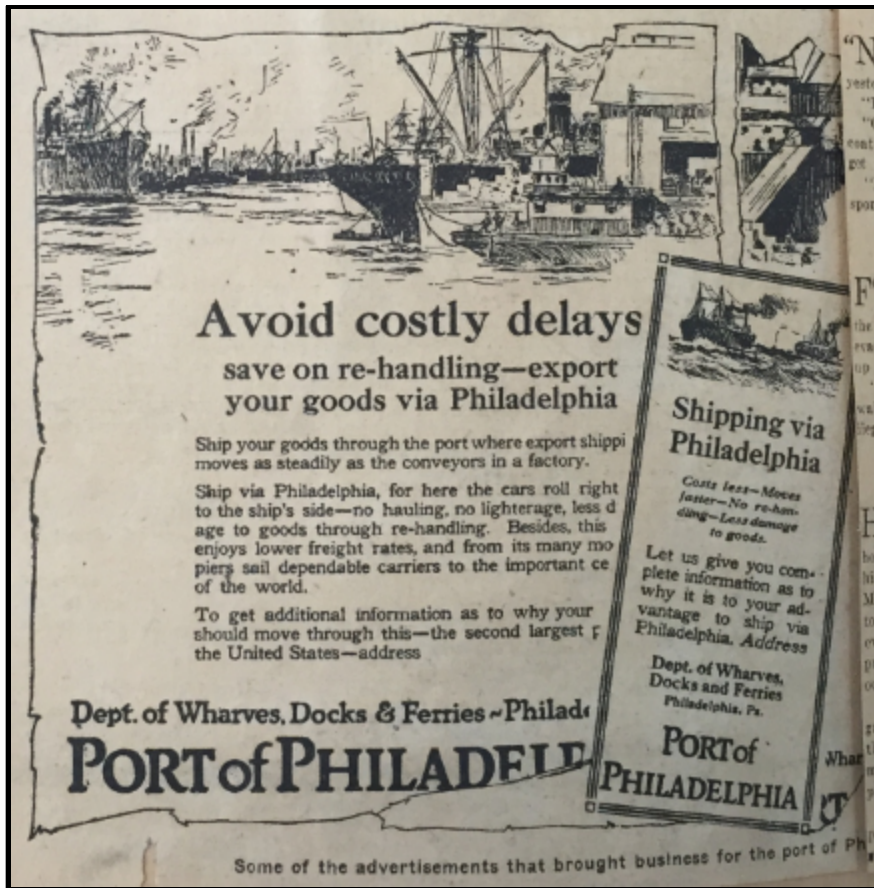 Avoid costly delays
save on re-handling—export
your goods via Philadelphia
Ship your goods through the port where export shippi
moves as steadily as the conveyors in a factory.
Ship via Philadelphia, for here the cars roll right
to the ship's side—no hauling, no lighterage, less d
age to goods through re-handling. Besides, this
enjoys lower freight rates, and from its many mo
piers sail dependable carriers to the important ce
of the world.
To get additional information as to why your
should move through this—the second largest p
the United States—address
Dept. of Wharves, Docks & Ferries ~ Philad
PORT of PHILADELP
Shipping via
Philadelphia
Costs less—Moves
faster—No re-han-
dling—Less damage
to goods.
Let us give you com-
plete information as to
why it is to your ad-
vantage to ship via
Philadelphia. Address
Dept. of Wharves,
Docks and Ferries
Philadelphia, Pa.
PORT of
PHILADELPHIA
Whar
Some of the advertisements that brought business for the port of Ph